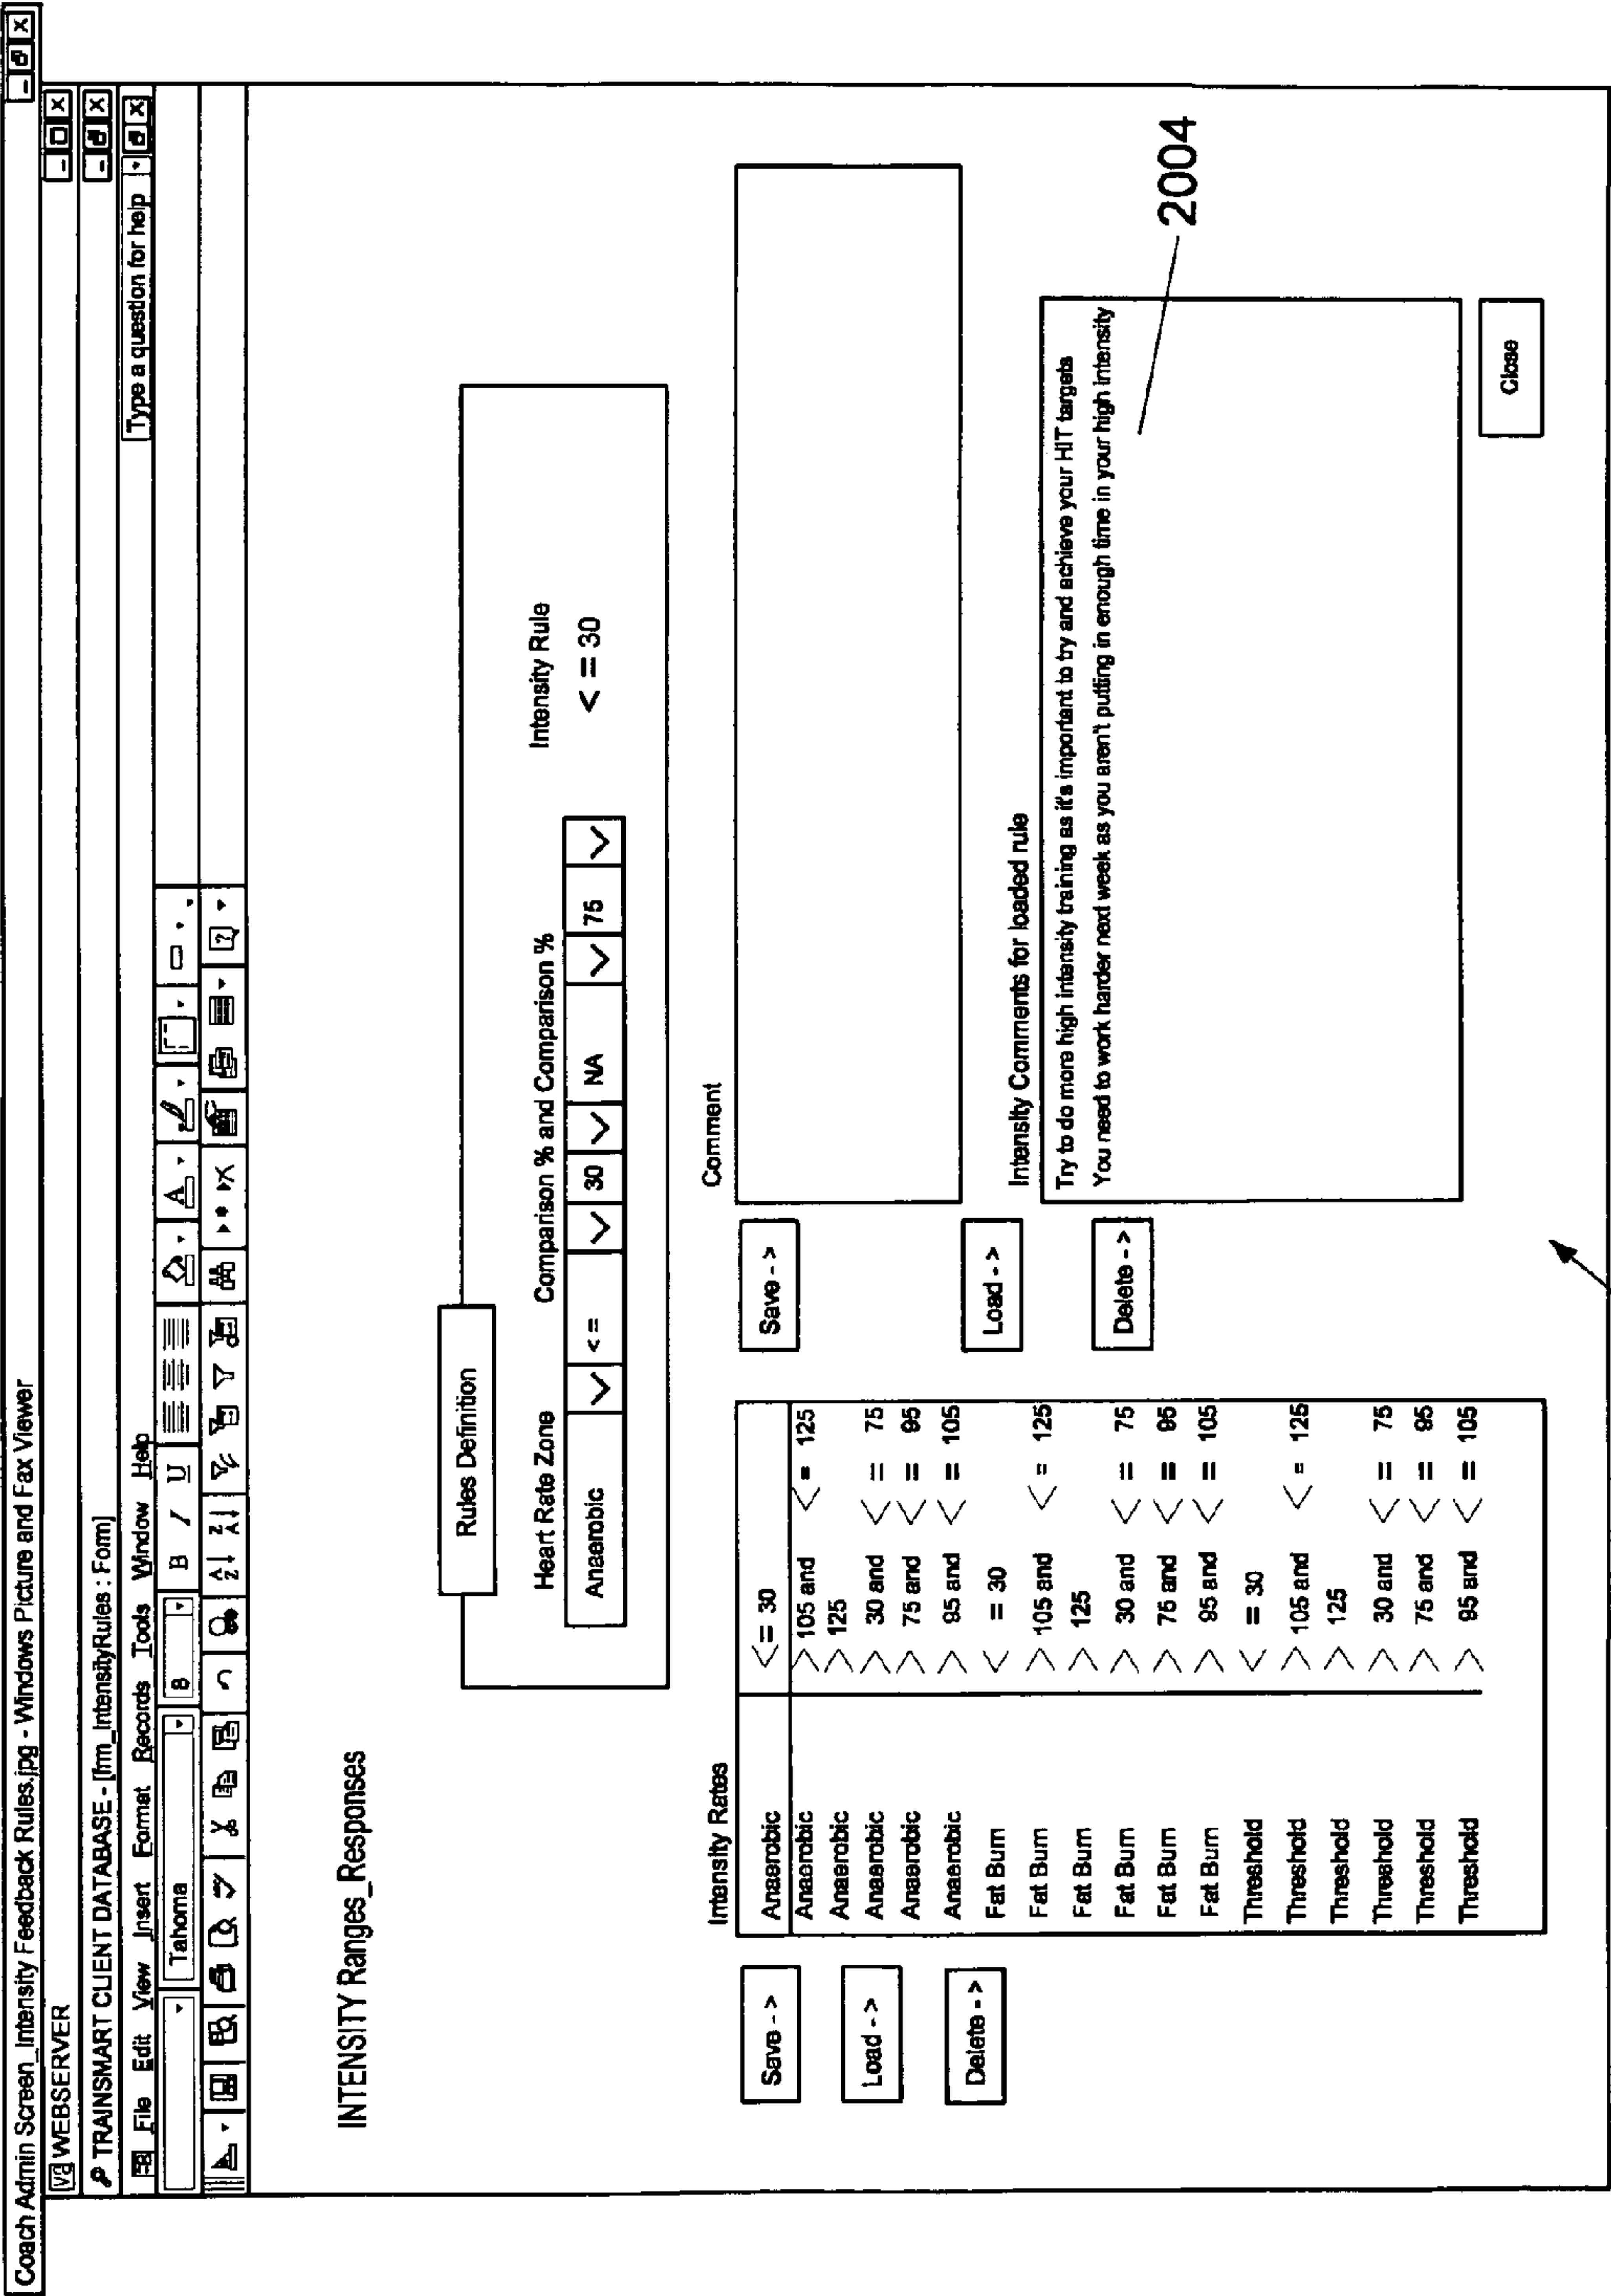 Coach Admin Screen_Intensity Feedback Rules.jpg - Windows Picture and Fax Viewer
WEBSERVER
TRAINSMART CLIENT DATABASE - [frm_IntensityRules : Form]
File Edit View Insert Format Records Tools Window Help
Type a question for help
Tahoma 8 B I U
INTENSITY Ranges_Responses
Rules Definition
Heart Rate Zone Comparison % and Comparison % Intensity Rule
Anaerobic < = 30 NA 75 < = 30
Intensity Rates
Comment
Save - >
Load - >
Delete - >
Anaerobic < = 30
Anaerobic > 105 and < = 125
Anaerobic > 125
Anaerobic > 30 and < = 75
Anaerobic > 75 and < = 95
Anaerobic > 95 and < = 105
Fat Burn < = 30
Fat Burn > 105 and < = 125
Fat Burn > 125
Fat Burn > 30 and < = 75
Fat Burn > 75 and < = 95
Fat Burn > 95 and < = 105
Threshold < = 30
Threshold > 105 and < = 125
Threshold > 125
Threshold > 30 and < = 75
Threshold > 75 and < = 95
Threshold > 95 and < = 105
Save - >
Load - >
Delete - >
Intensity Comments for loaded rule
Try to do more high intensity training as it's important to try and achieve your HIT targets
You need to work harder next week as you aren't putting in enough time in your high intensity
2004
Close